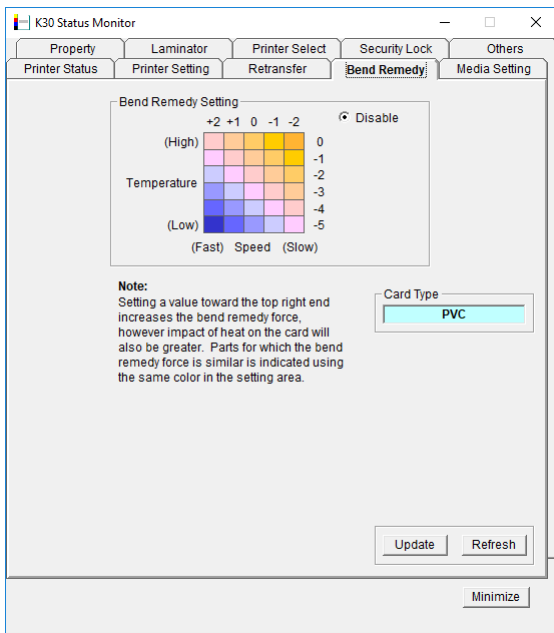 K30 Status Monitor
Property Laminator Printer Select Security Lock Others
Printer Status Printer Setting Retransfer Bend Remedy Media Setting
Bend Remedy Setting
+2 +1 0 -1 -2
Disable
(High)
0
-1
-2
Temperature
-3
-4
(Low)
-5
(Fast) Speed (Slow)
Note:
Setting a value toward the top right end
increases the bend remedy force,
however impact of heat on the card will
also be greater. Parts for which the bend
remedy force is similar is indicated using
the same color in the setting area.
Card Type
PVC
Update Refresh
Minimize